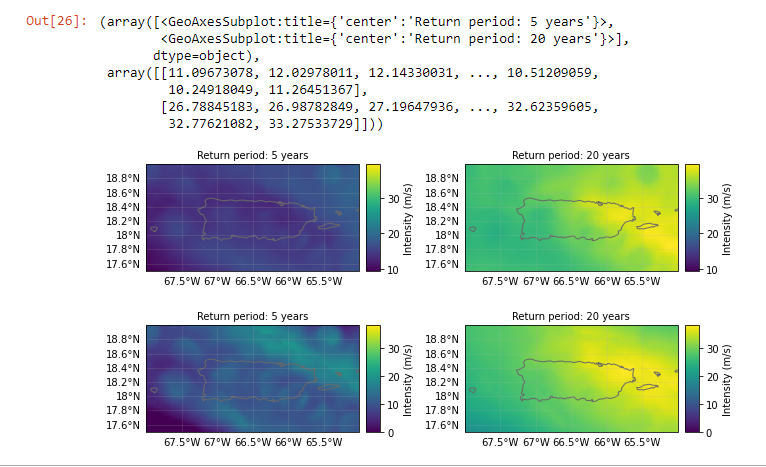 Out[26]: (array([<GeoAxesSubplot:title={'center':'Return period: 5 years'}>,
<GeoAxesSubplot:title={'center':'Return period: 20 years'}>],
dtype=object),
array([[11.09673078, 12.02978011, 12.14330031, ..., 10.51209059,
10.24918049, 11.26451367],
[26.78845183, 26.98782849, 27.19647936, ..., 32.62359605,
32.77621082, 33.27533729]]))
Return period: 5 years
18.8°N
18.6°N
18.4°N
18.2°N
18°N
17.8°N
17.6°N
67.5°W 67°W 66.5°W 66°W 65.5°W
30
20
10
Intensity (m/s)
Return period: 20 years
18.8°N
18.6°N
18.4°N
18.2°N
18°N
17.8°N
17.6°N
67.5°W 67°W 66.5°W 66°W 65.5°W
30
20
10
Intensity (m/s)
Return period: 5 years
18.8°N
18.6°N
18.4°N
18.2°N
18°N
17.8°N
17.6°N
67.5°W 67°W 66.5°W 66°W 65.5°W
30
20
10
0
Intensity (m/s)
Return period: 20 years
18.8°N
18.6°N
18.4°N
18.2°N
18°N
17.8°N
17.6°N
67.5°W 67°W 66.5°W 66°W 65.5°W
30
20
10
0
Intensity (m/s)